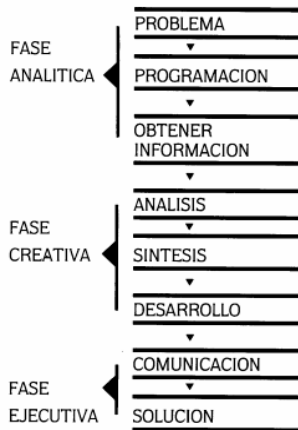 PROBLEMA
FASE
ANALITICA
PROGRAMACION
OBTENER
INFORMACION
ANALISIS
FASE
CREATIVA
SINTESIS
DESARROLLO
COMUNICACION
FASE
EJECUTIVA
SOLUCION